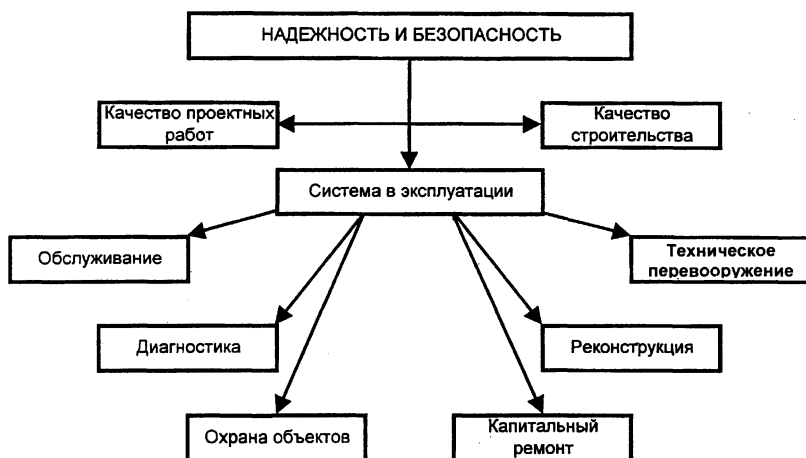 НАДЕЖНОСТЬ И БЕЗОПАСНОСТЬ
Качество проектных
работ
Качество
строительства
Система в эксплуатации
Обслуживание
Техническое
перевооружение
Диагностика
Реконструкция
Охрана объектов
Капитальный
ремонт